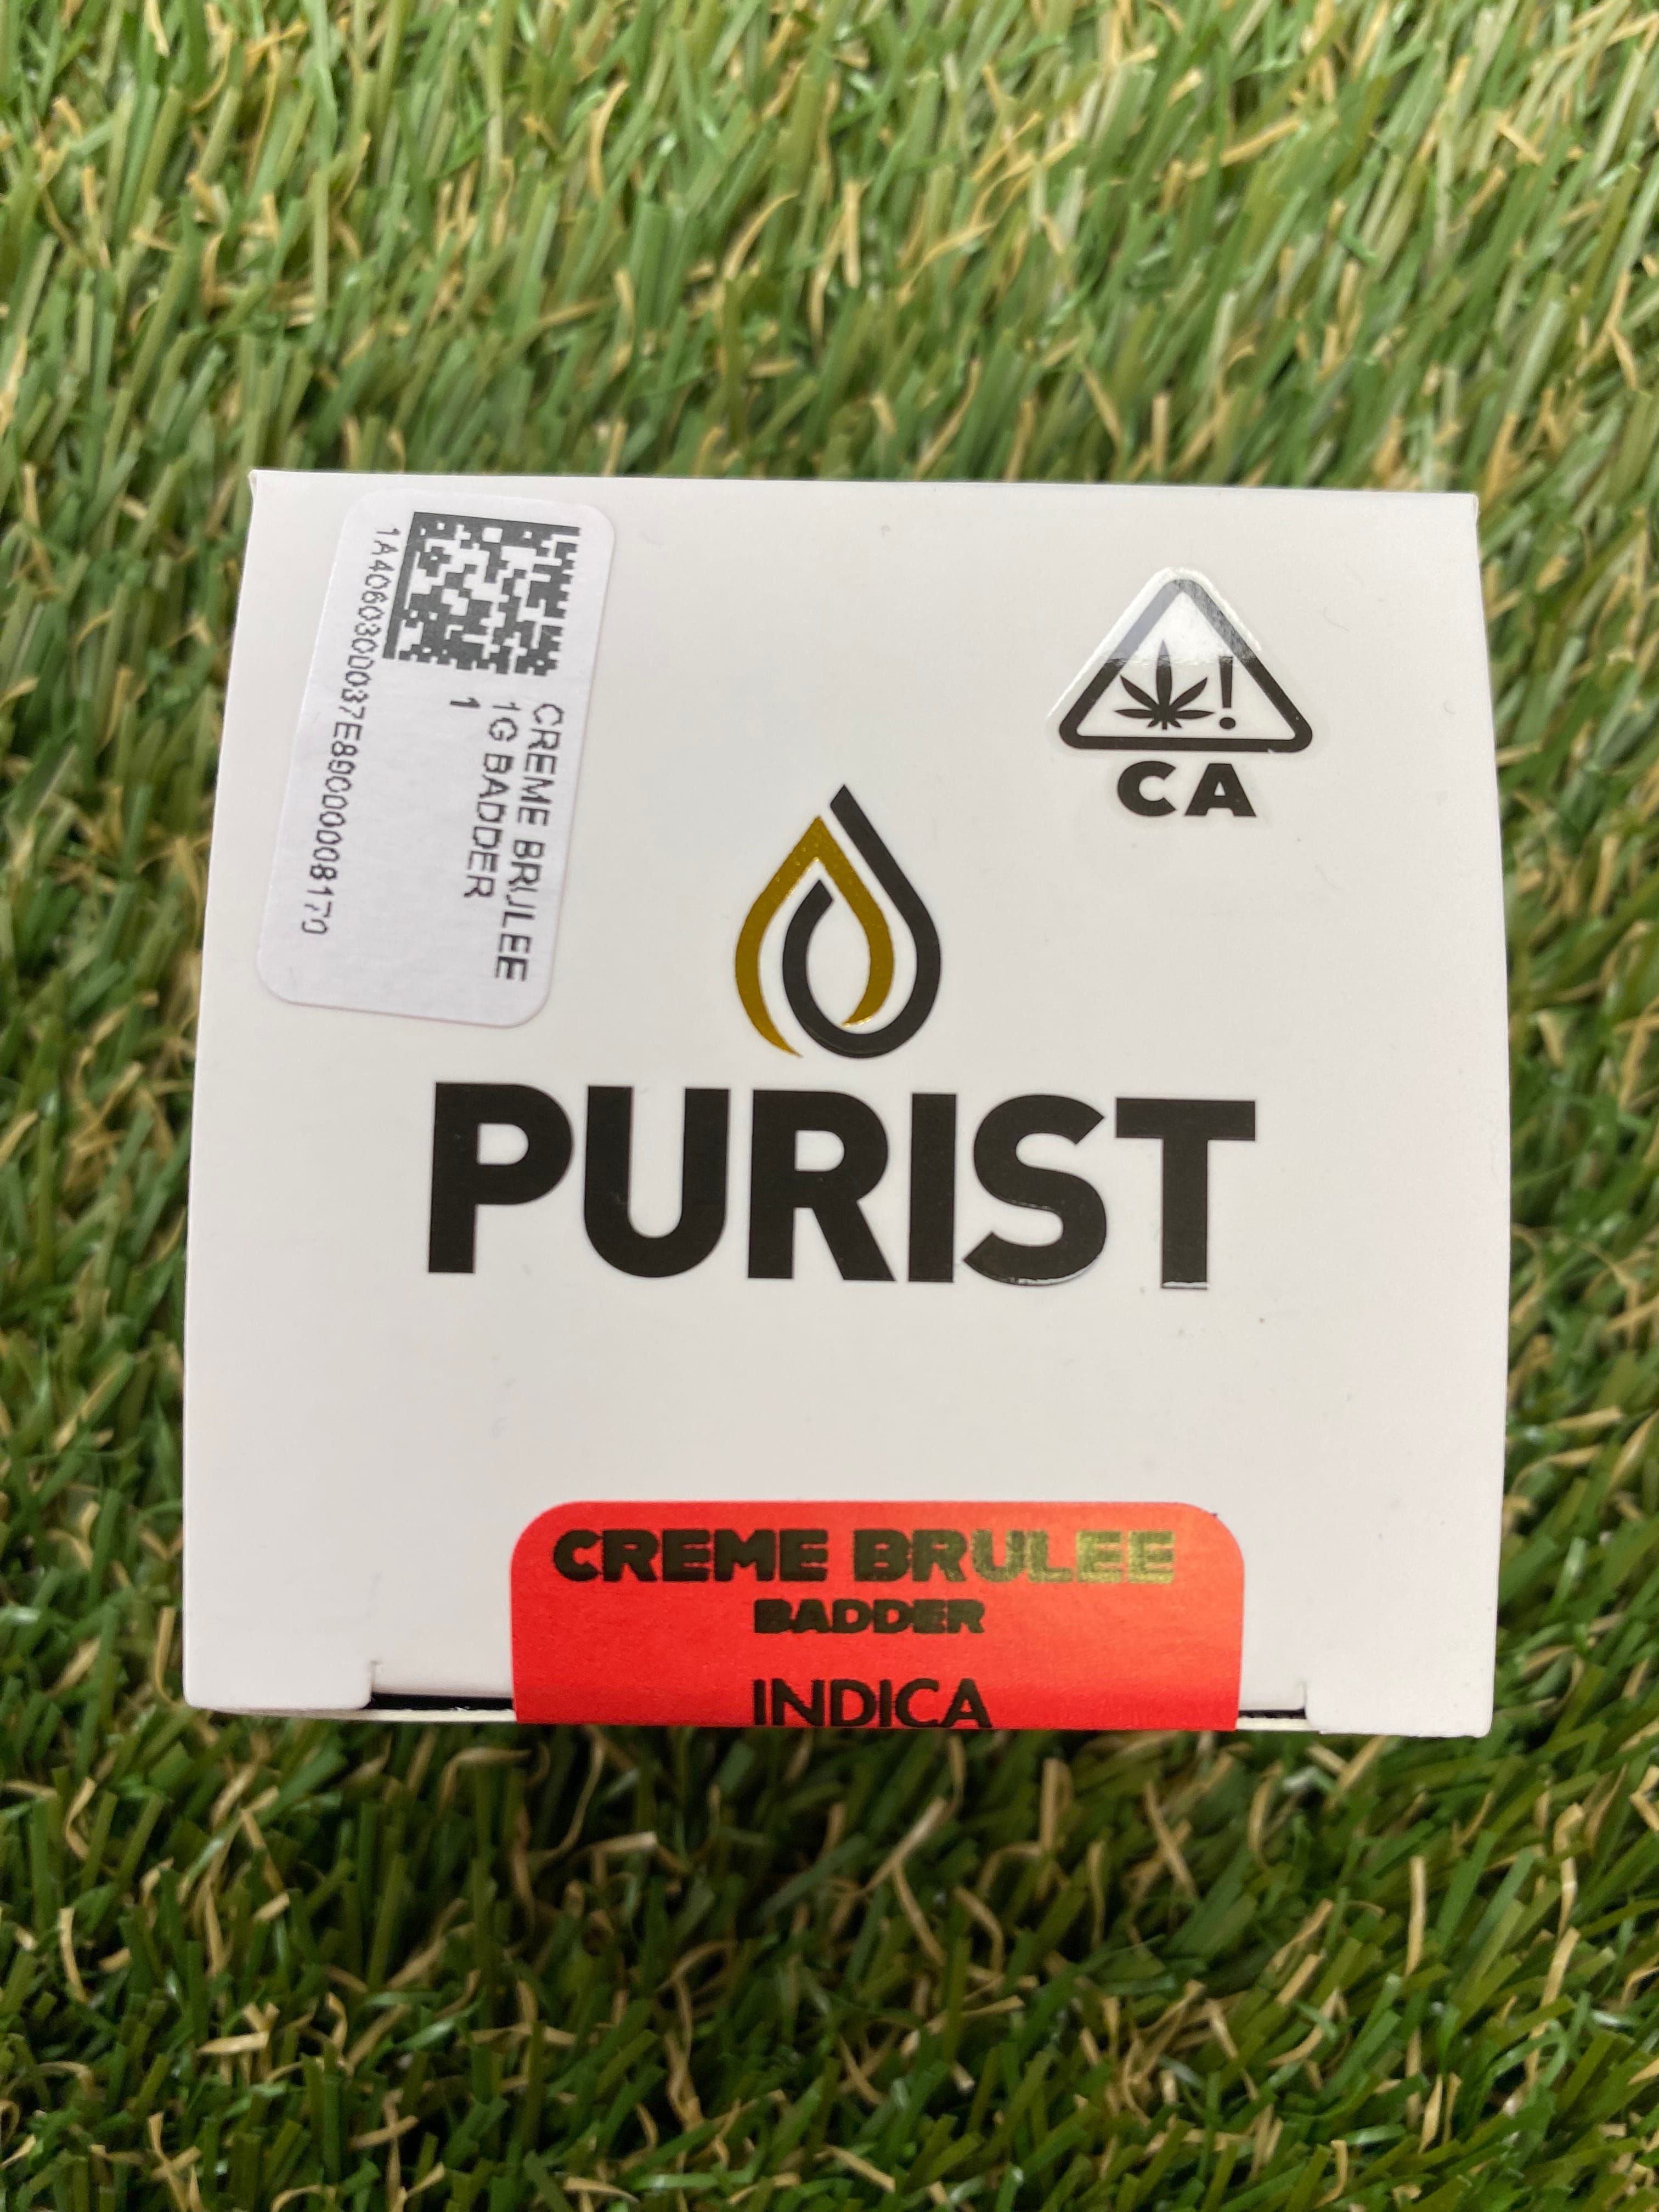 CREME BRULEE
1G BADDER
1
1A4060300037E89000008170
!
CA
PURIST
CREME BRULEE
BADDER
INDICA